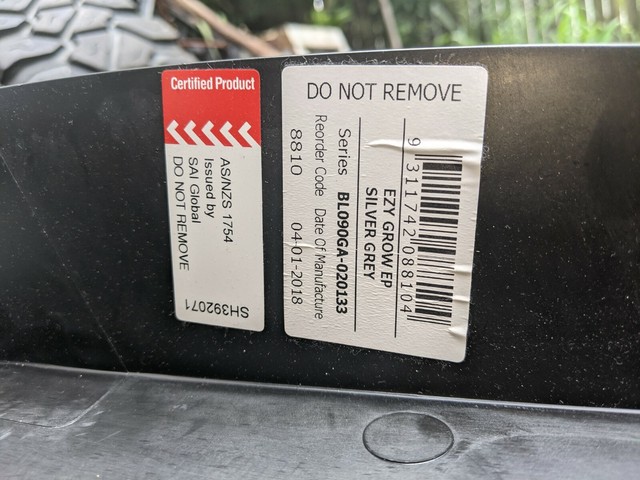 Certified Product
AS/NZS 1754
Issued by
SAI Global
DO NOT REMOVE
SH392071
DO NOT REMOVE
9 311742 088104
EZY GROW EP
SILVER GREY
Series BL090GA-020133
Reorder Code Date Of Manufacture
8810 04-01-2018